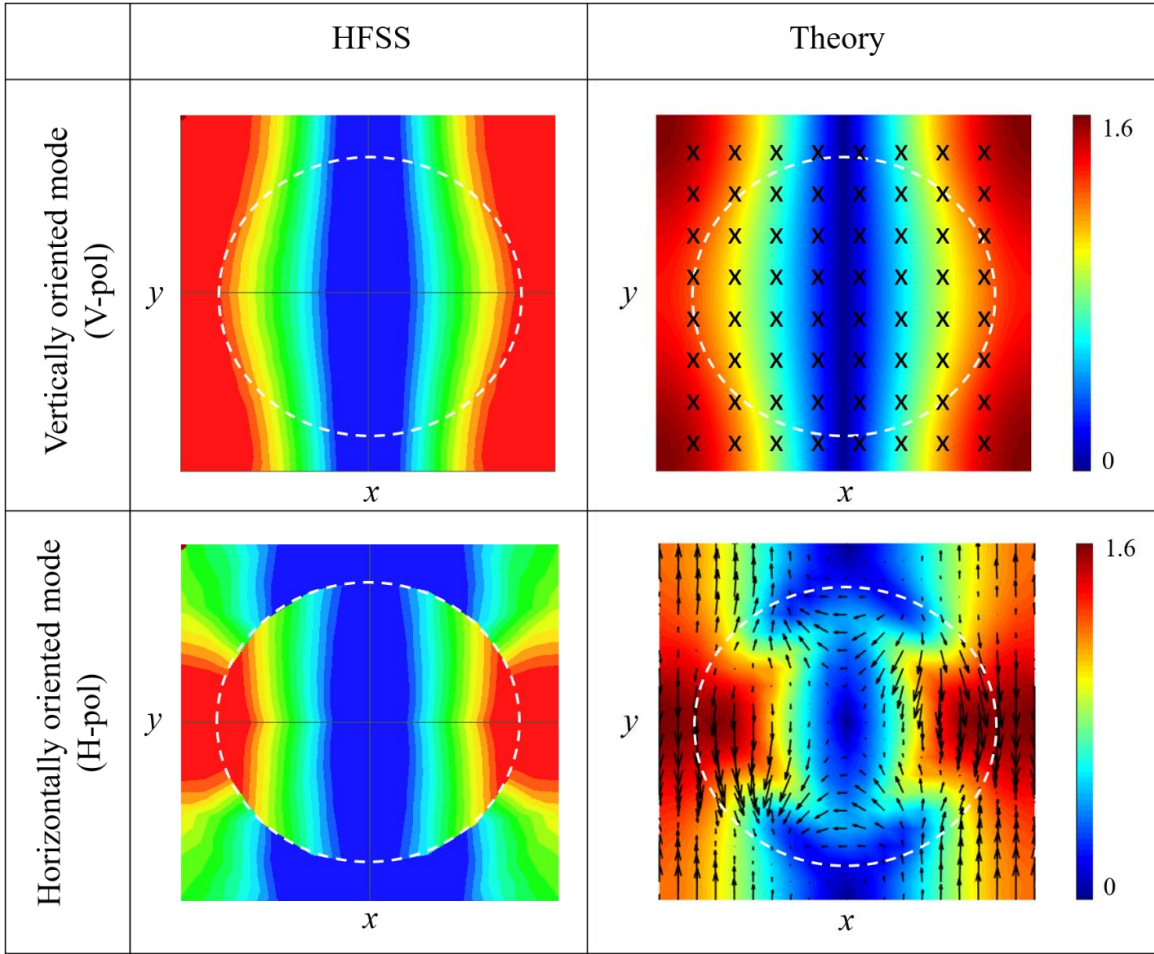 HFSS
Theory
Vertically oriented mode
(V-pol)
y
x
x x x x x x x x
x x x x x x x x
x x x x x x x x
x x x x x x x x
x x x x x x x x
x x x x x x x x
x x x x x x x x
x x x x x x x x
y
x
1.6
0
Horizontally oriented mode
(H-pol)
y
x
y
x
1.6
0